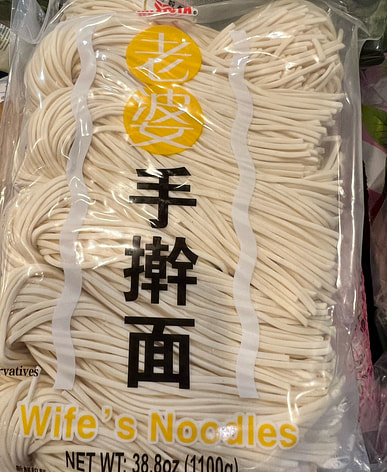 老
婆
手
擀
面
rvatives
Wife's Noodles
NET WT: 38.8oz (1100g)